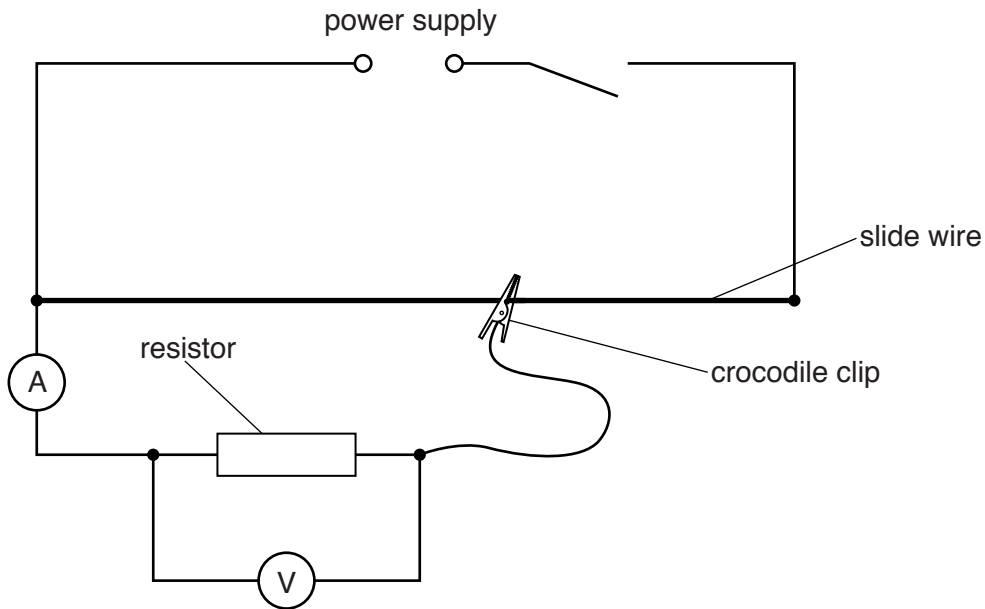 power supply
slide wire
resistor
crocodile clip
A
V